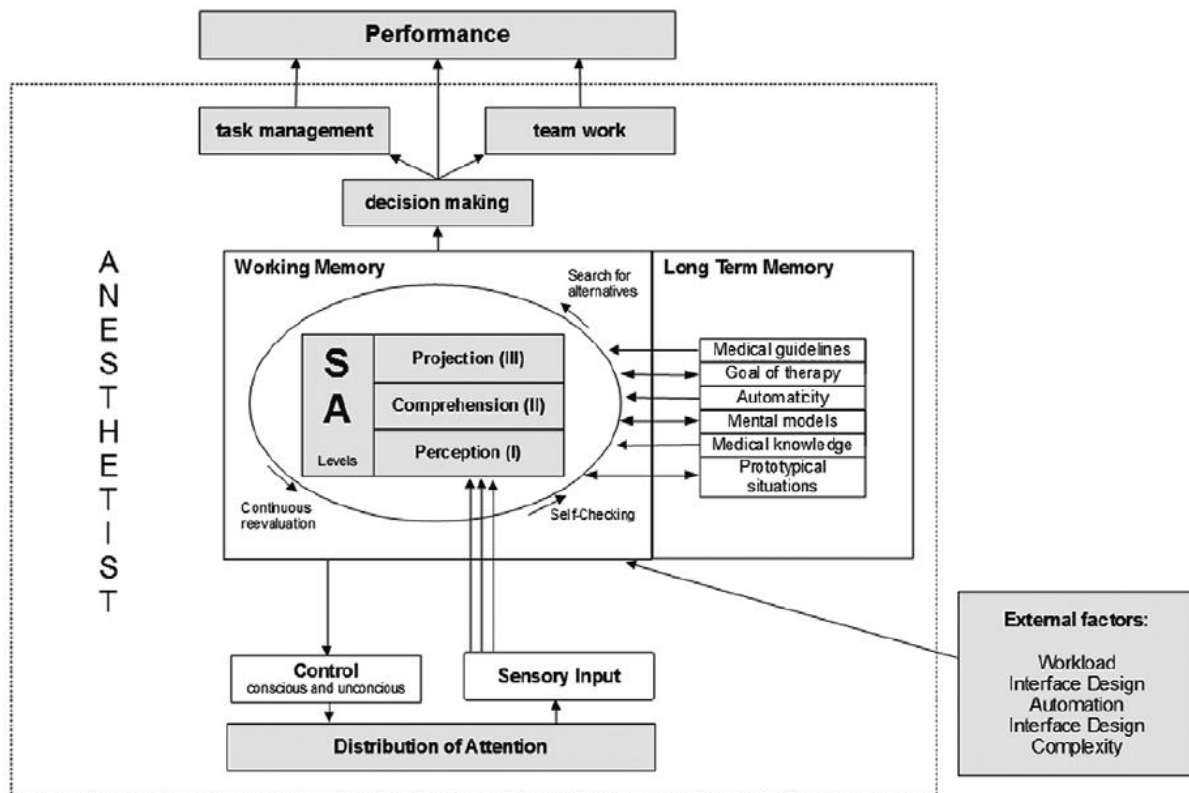 Performance
task management
team work
decision making
ANESTHETIST
Working Memory
Search for
alternatives
S
A
Levels
Projection (III)
Comprehension (II)
Perception (I)
Continuous
reevaluation
Self-Checking
Long Term Memory
Medical guidelines
Goal of therapy
Automaticity
Mental models
Medical knowledge
Prototypical
situations
Control
conscious and unconcious
Sensory Input
Distribution of Attention
External factors:
Workload
Interface Design
Automation
Interface Design
Complexity